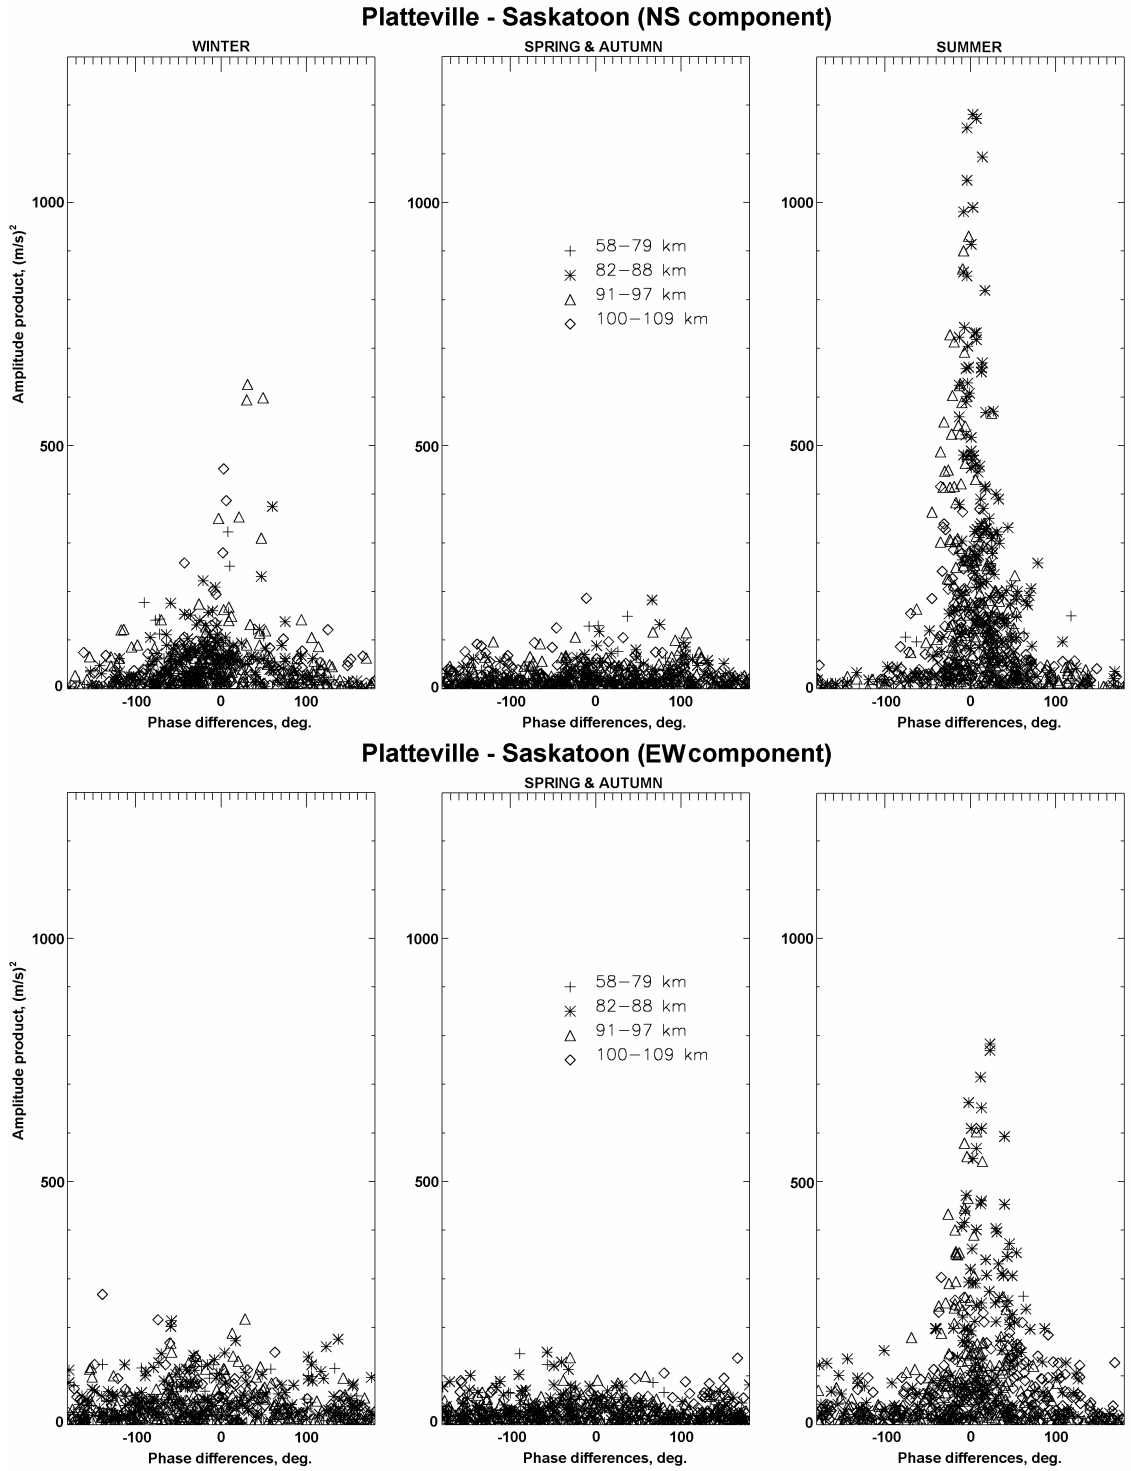 Platteville - Saskatoon (NS component)
WINTER SPRING & AUTUMN SUMMER
1000 1000 1000
58-79 km
82-88 km
91-97 km
100-109 km
Amplitude product, (m/s)2
500 500 500
0 0 0
-100 0 100 -100 0 100 -100 0 100
Phase differences, deg. Phase differences, deg. Phase differences, deg.
Platteville - Saskatoon (EW component)
SPRING & AUTUMN
1000 1000 1000
58-79 km
82-88 km
91-97 km
100-109 km
Amplitude product, (m/s)2
500 500 500
0 0 0
-100 0 100 -100 0 100 -100 0 100
Phase differences, deg. Phase differences, deg. Phase differences, deg.